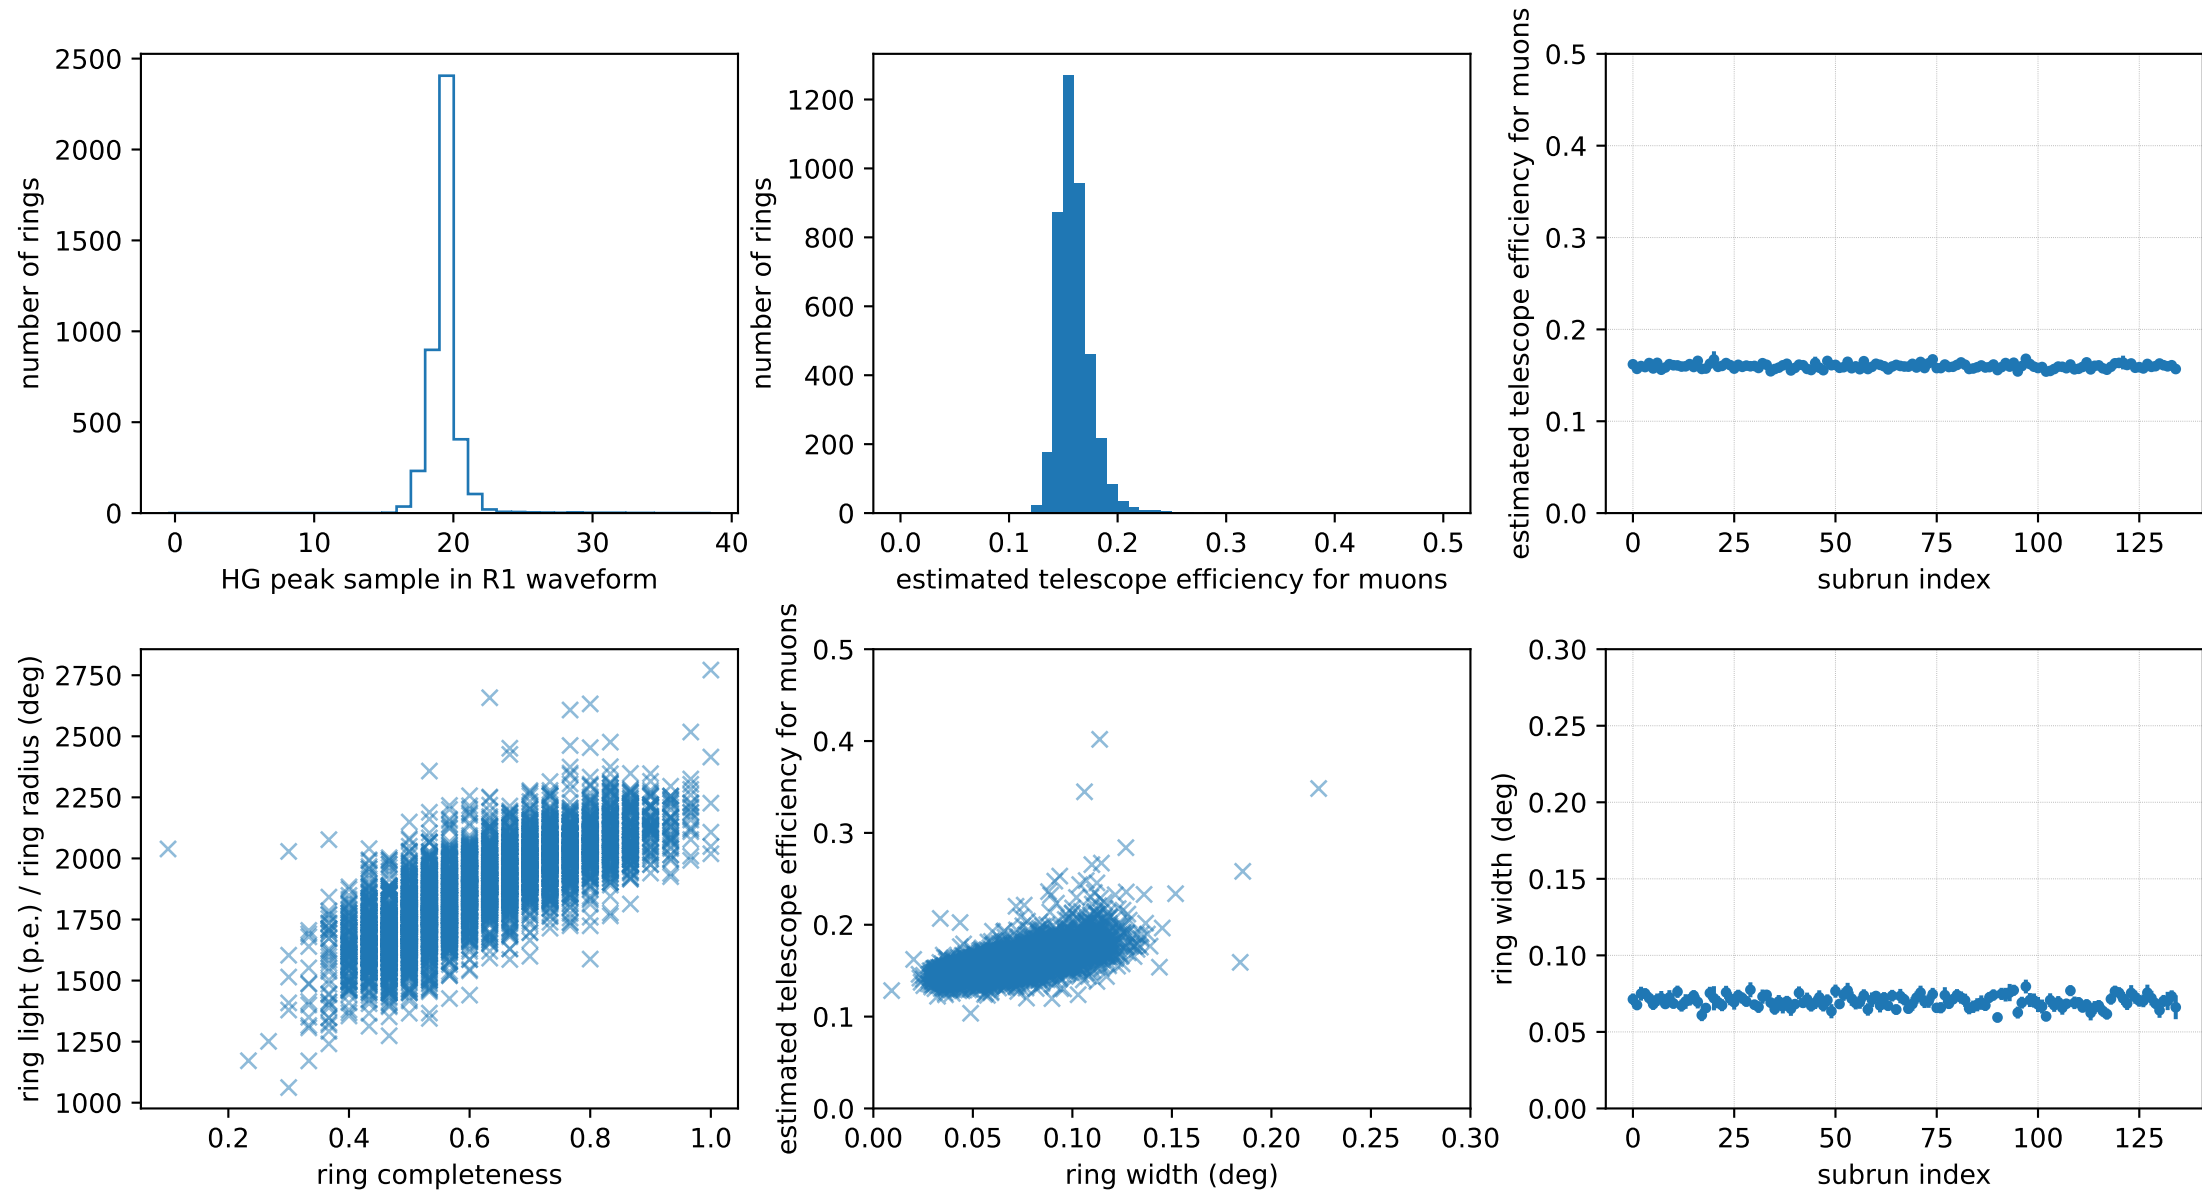 number of rings
2500
2000
1500
1000
500
0
0 10 20 30 40
HG peak sample in R1 waveform
number of rings
1200
1000
800
600
400
200
0
0.0 0.1 0.2 0.3 0.4 0.5
estimated telescope efficiency for muons
estimated telescope efficiency for muons
0.5
0.4
0.3
0.2
0.1
0.0
0 25 50 75 100 125
subrun index
ring light (p.e.) / ring radius (deg)
2750
2500
2250
2000
1750
1500
1250
1000
0.2 0.4 0.6 0.8 1.0
ring completeness
estimated telescope efficiency for muons
0.5
0.4
0.3
0.2
0.1
0.0
0.00 0.05 0.10 0.15 0.20 0.25 0.30
ring width (deg)
ring width (deg)
0.30
0.25
0.20
0.15
0.10
0.05
0.00
0 25 50 75 100 125
subrun index